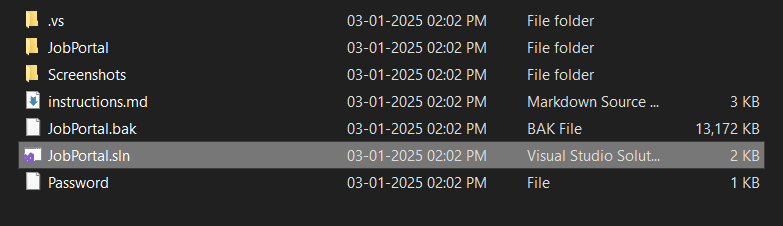 .vs 03-01-2025 02:02 PM File folder
JobPortal 03-01-2025 02:02 PM File folder
Screenshots 03-01-2025 02:02 PM File folder
instructions.md 03-01-2025 02:02 PM Markdown Source ... 3 KB
JobPortal.bak 03-01-2025 02:02 PM BAK File 13,172 KB
JobPortal.sln 03-01-2025 02:02 PM Visual Studio Solut... 2 KB
Password 03-01-2025 02:02 PM File 1 KB